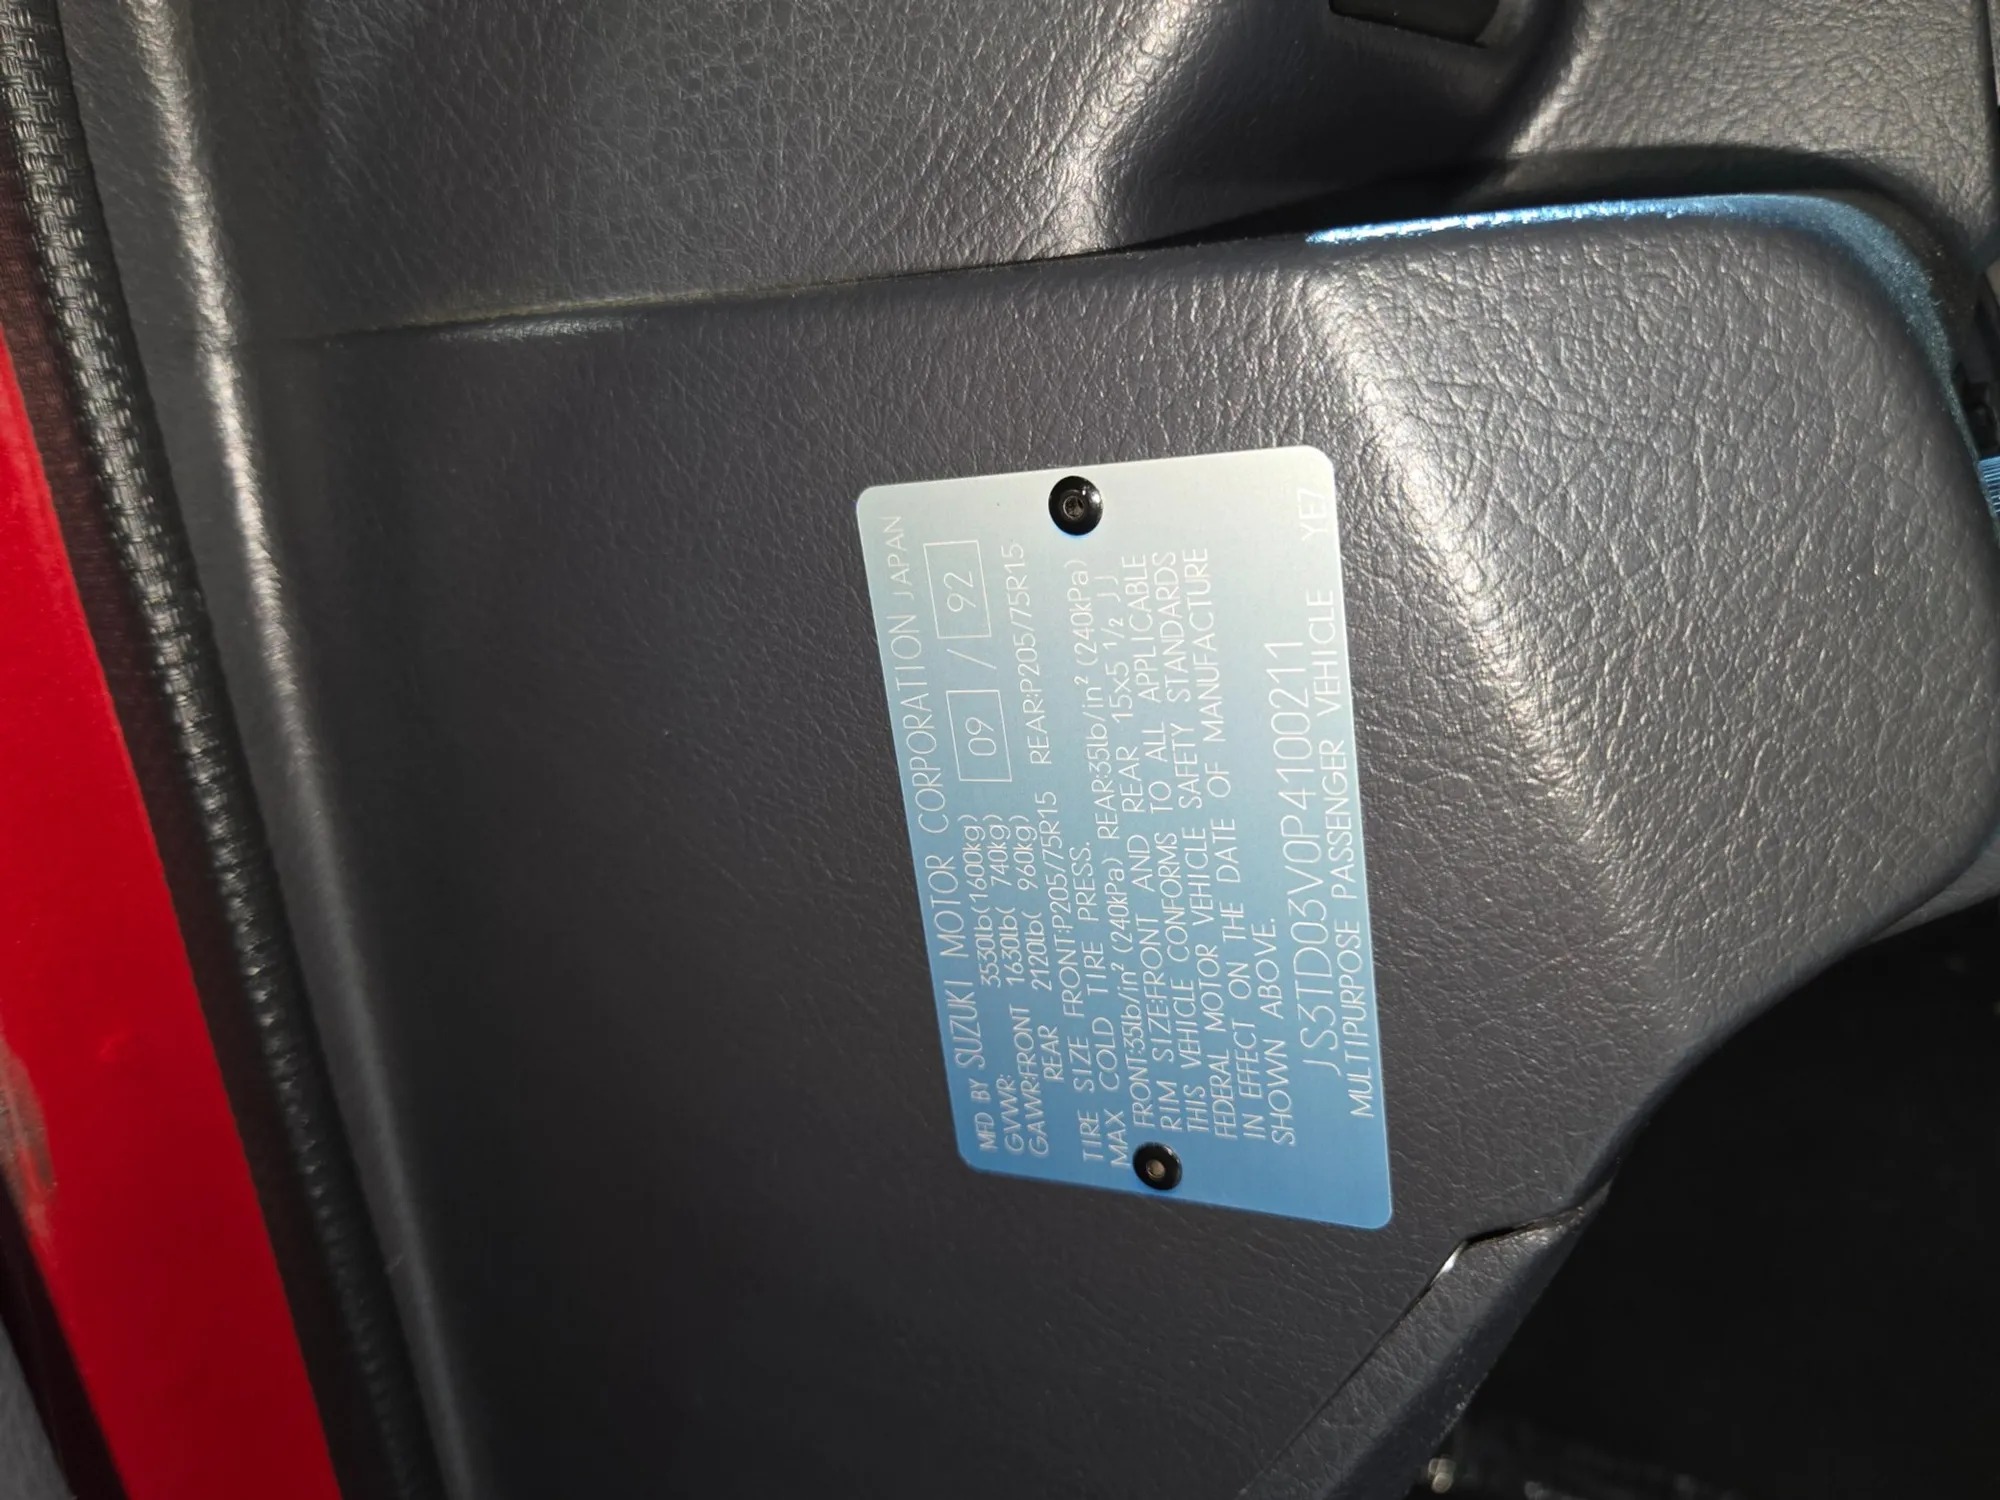 MFD BY SUZUKI MOTOR CORPORATION JAPAN
GVWR: 3530lb(1600kg) 09 / 92
GAWR:FRONT 1630lb( 740kg)
REAR 2120lb( 960kg)
TIRE SIZE FRONT:P205/75R15 REAR:P205/75R15
MAX COLD TIRE PRESS.
FRONT:35lb/in² (240kPa) REAR:35lb/in² (240kPa)
RIM SIZE:FRONT AND REAR 15x5 1/2 JJ
THIS VEHICLE CONFORMS TO ALL APPLICABLE
FEDERAL MOTOR VEHICLE SAFETY STANDARDS
IN EFFECT ON THE DATE OF MANUFACTURE
SHOWN ABOVE.
JS3TD03V0P4100211
MULTIPURPOSE PASSENGER VEHICLE YE7